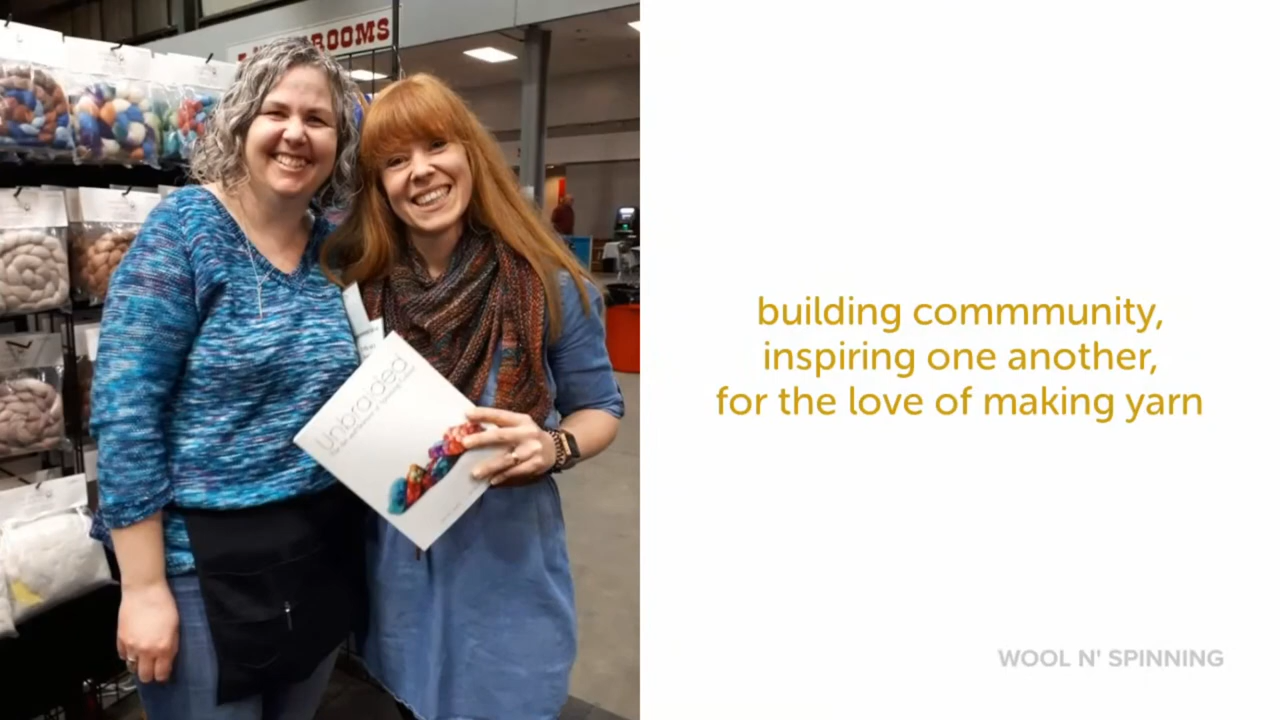 ROOMS
Unbraided
building commmunity,
inspiring one another,
for the love of making yarn
WOOL N' SPINNING